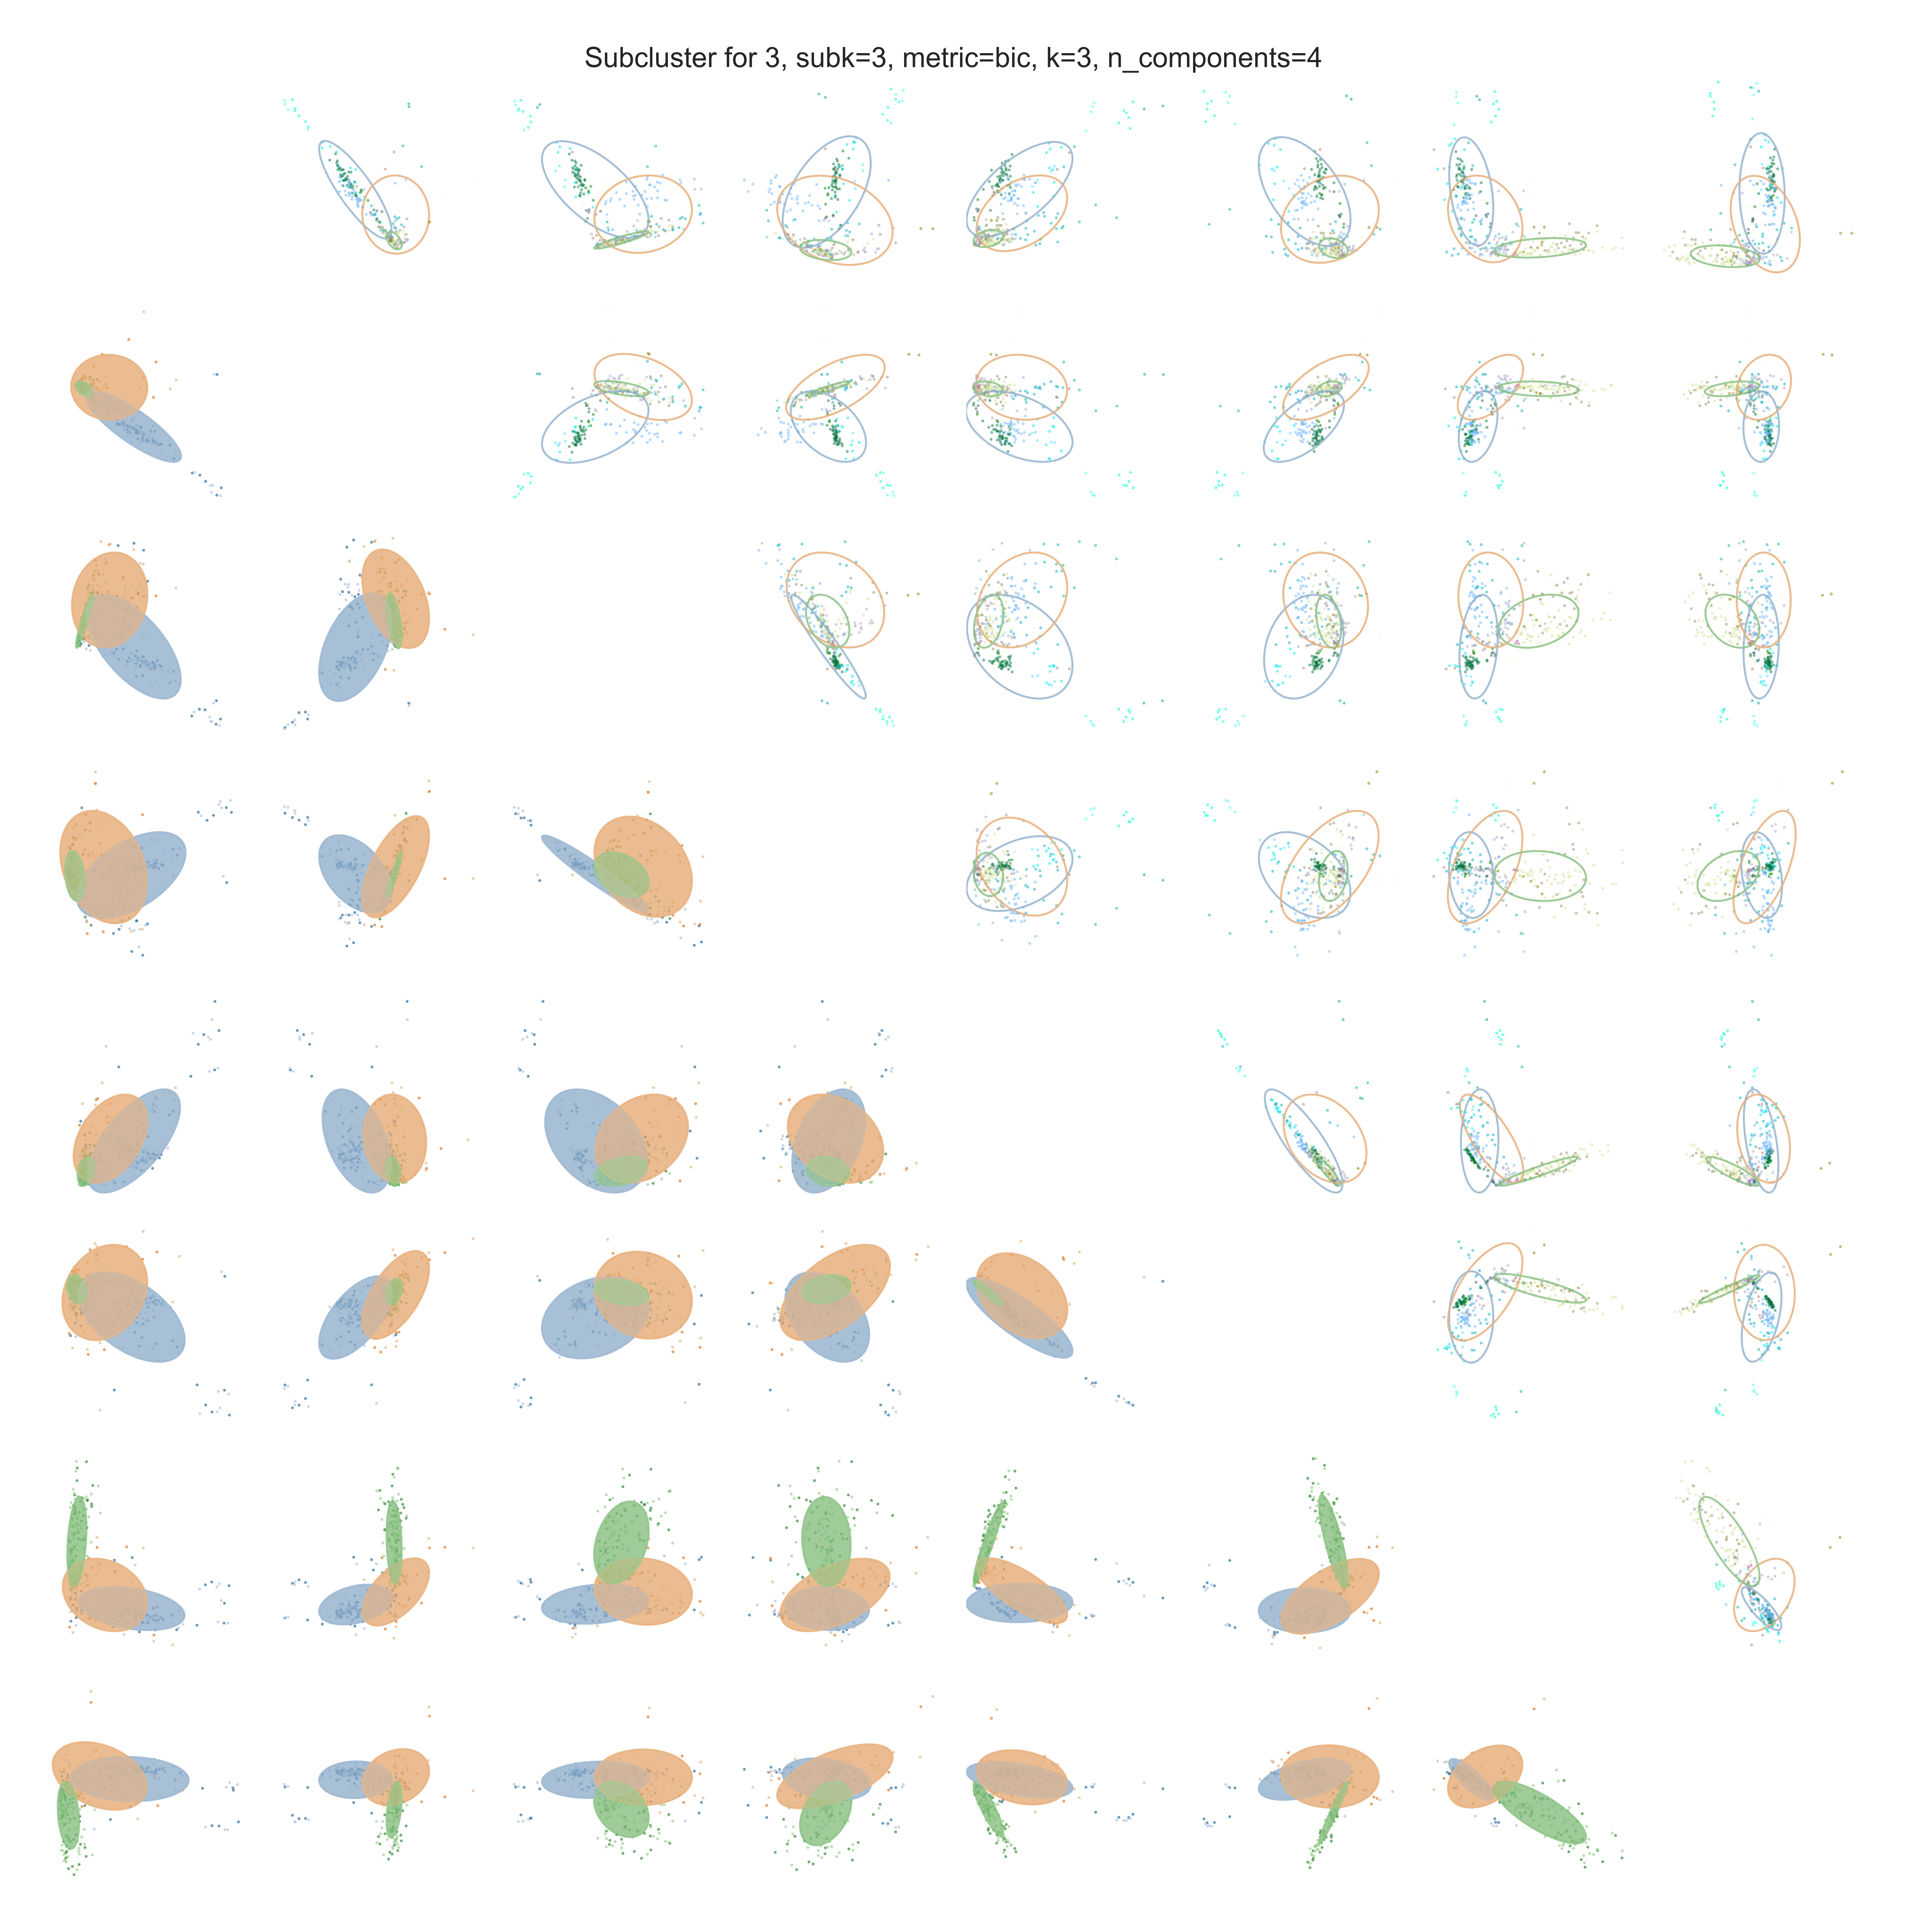 Subcluster for 3, subk=3, metric=bic, k=3, n_components=4